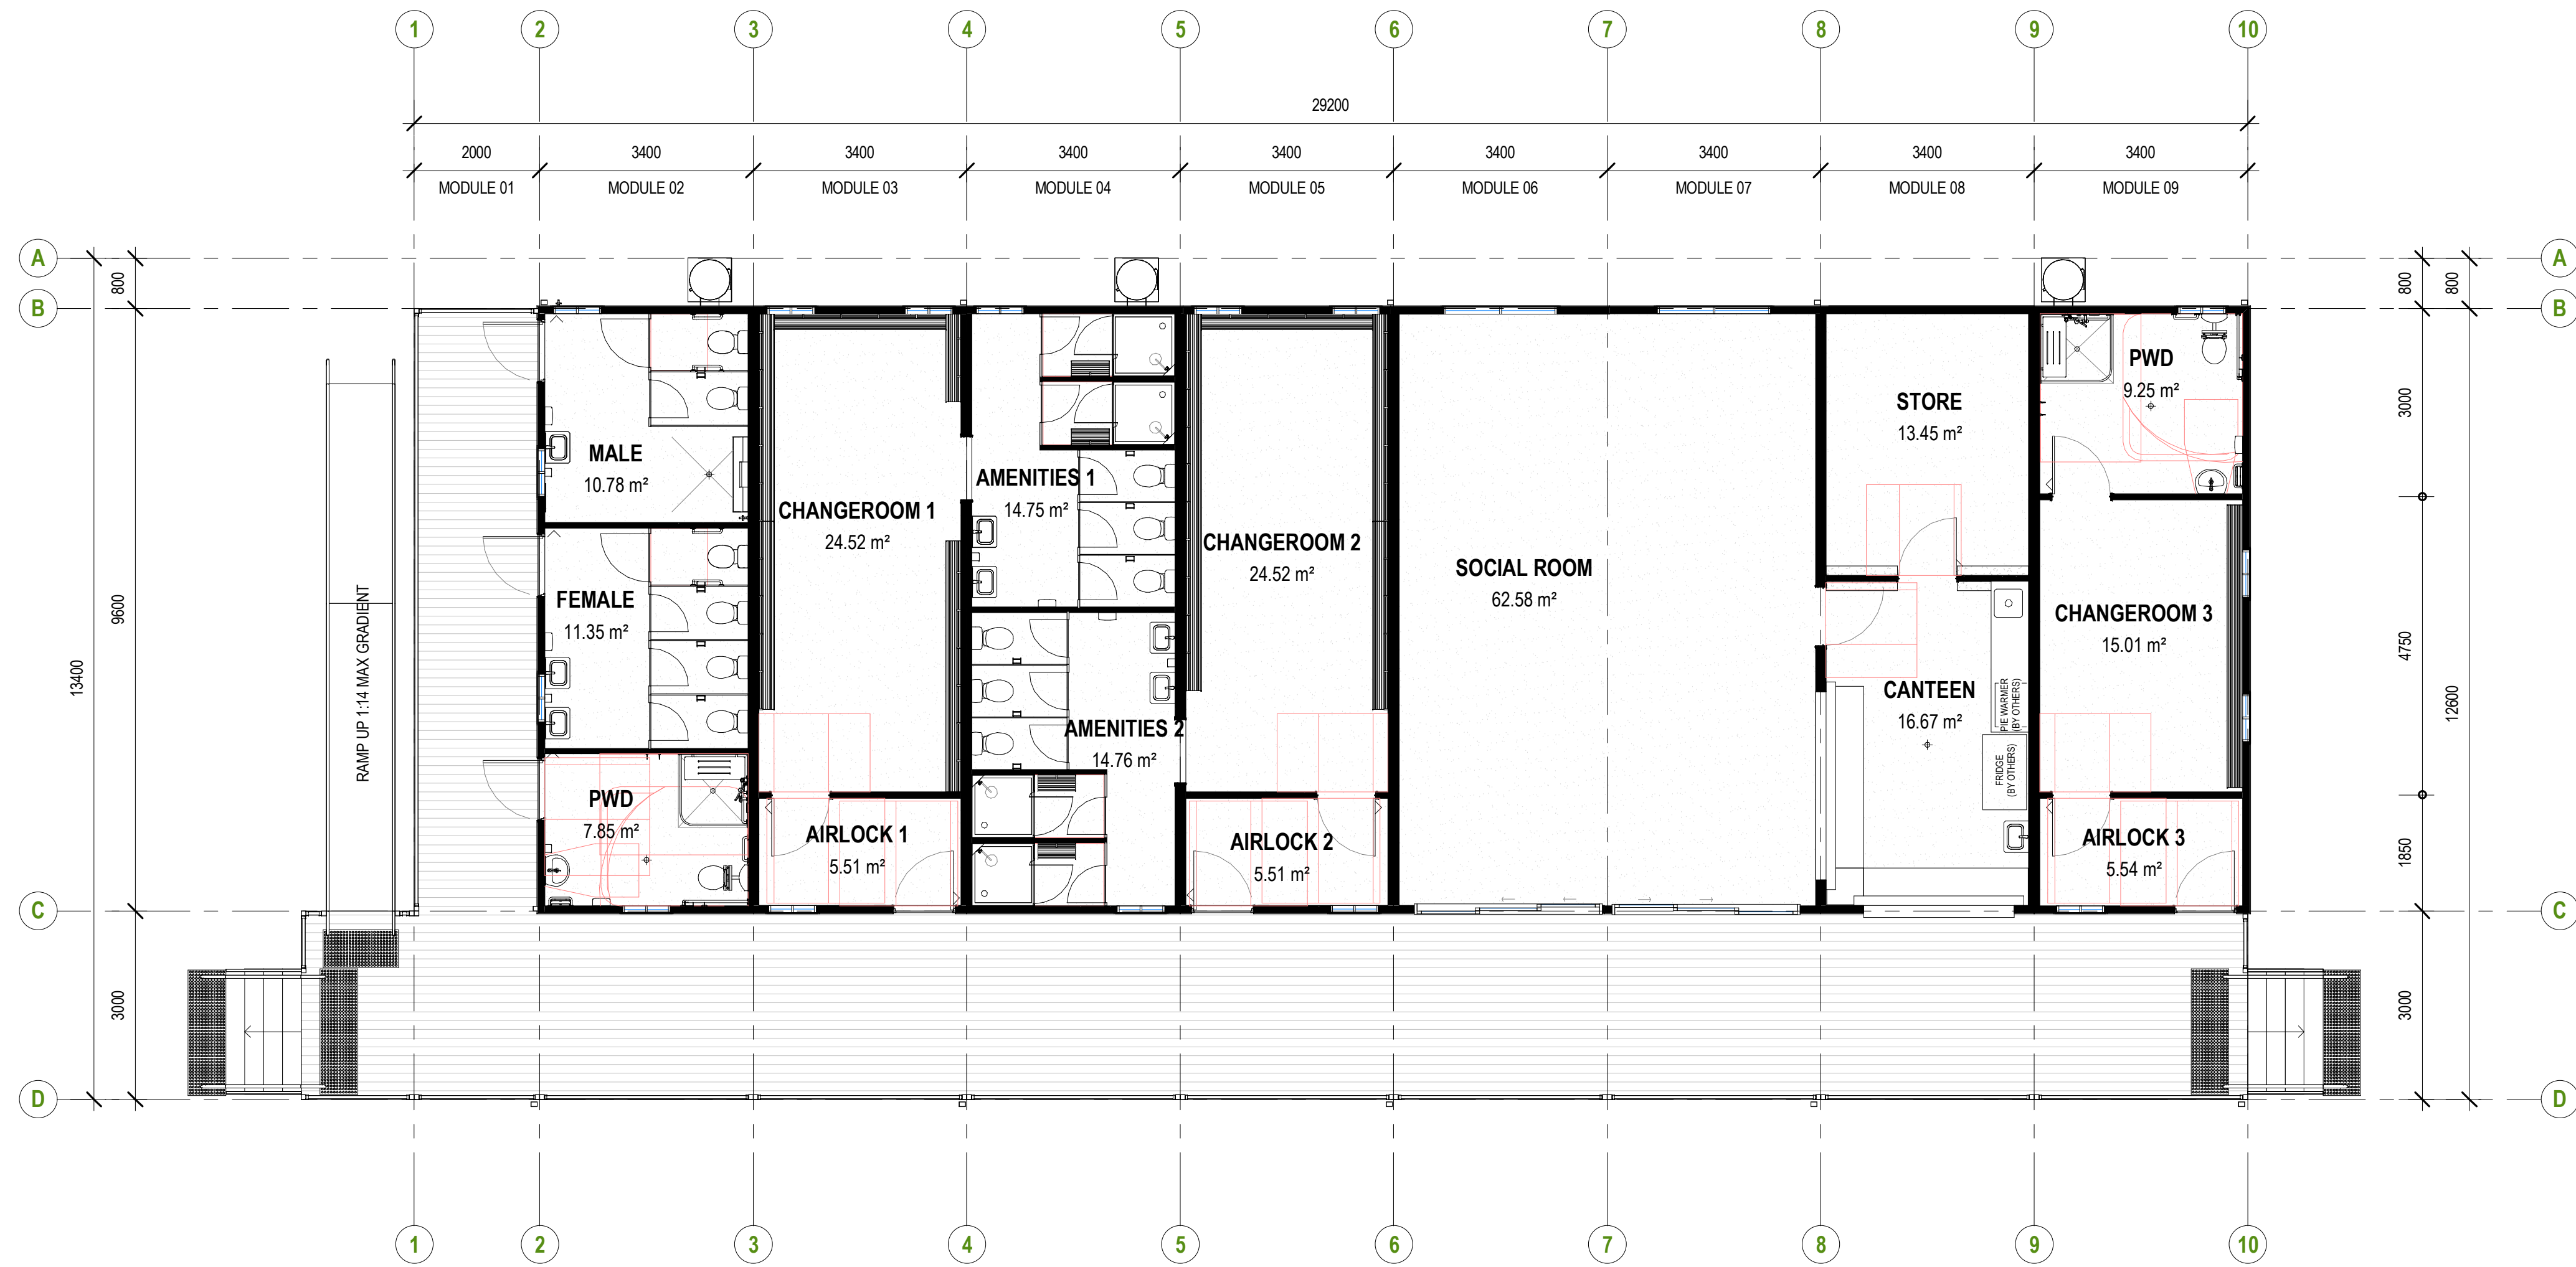 1 2 3 4 5 6 7 8 9 10
29200
2000 3400 3400 3400 3400 3400 3400 3400 3400
MODULE 01 MODULE 02 MODULE 03 MODULE 04 MODULE 05 MODULE 06 MODULE 07 MODULE 08 MODULE 09
A
A
800
800
800
B
B
13400
9600
3000
RAMP UP 1:14 MAX GRADIENT
MALE
10.78 m²
FEMALE
11.35 m²
PWD
7.85 m²
CHANGEROOM 1
24.52 m²
AIRLOCK 1
5.51 m²
AMENITIES 1
14.75 m²
AMENITIES 2
14.76 m²
CHANGEROOM 2
24.52 m²
AIRLOCK 2
5.51 m²
SOCIAL ROOM
62.58 m²
STORE
13.45 m²
CANTEEN
16.67 m²
PIE WARMER
(BY OTHERS)
FRIDGE
(BY OTHERS)
PWD
9.25 m²
CHANGEROOM 3
15.01 m²
AIRLOCK 3
5.54 m²
3000
4750
1850
3000
12600
C
C
D
D
1 2 3 4 5 6 7 8 9 10